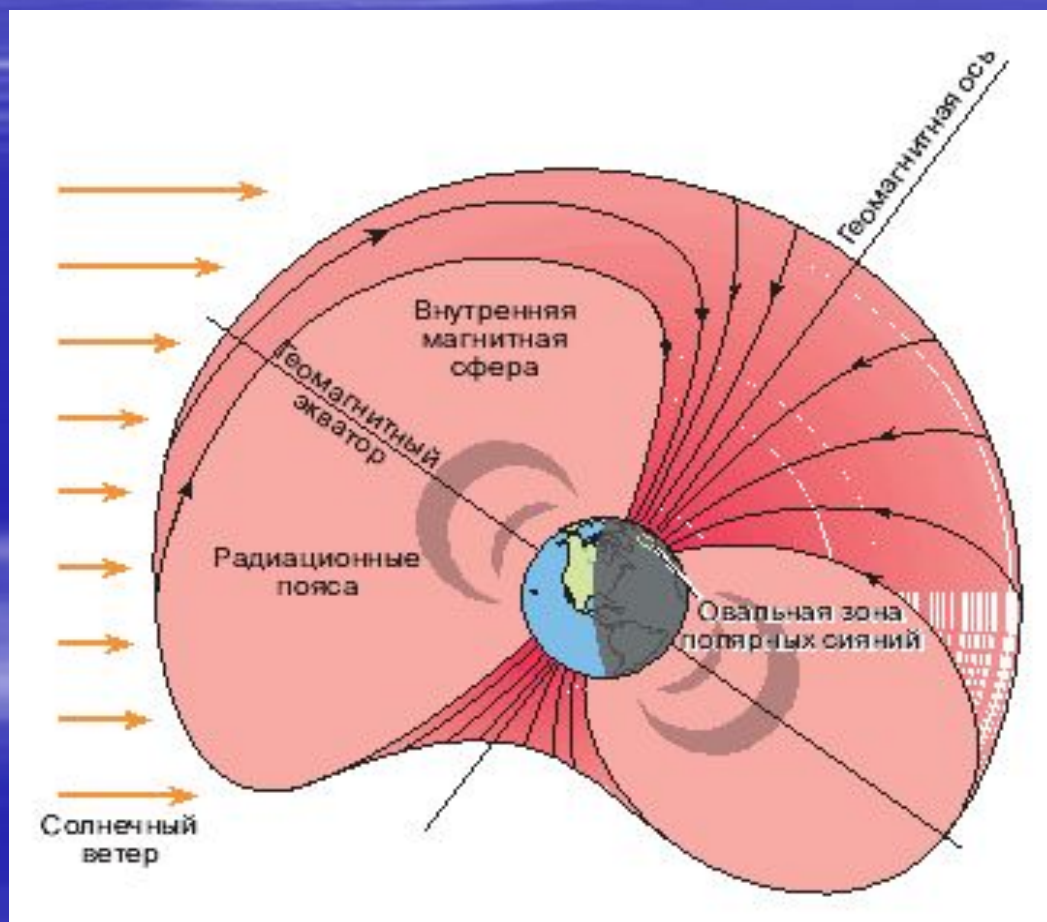 Геомагнитная ось
Внутренняя
магнитная
сфера
Геомагнитный
экватор
Радиационные
пояса
Овальная зона
полярных сияний
Солнечный
ветер